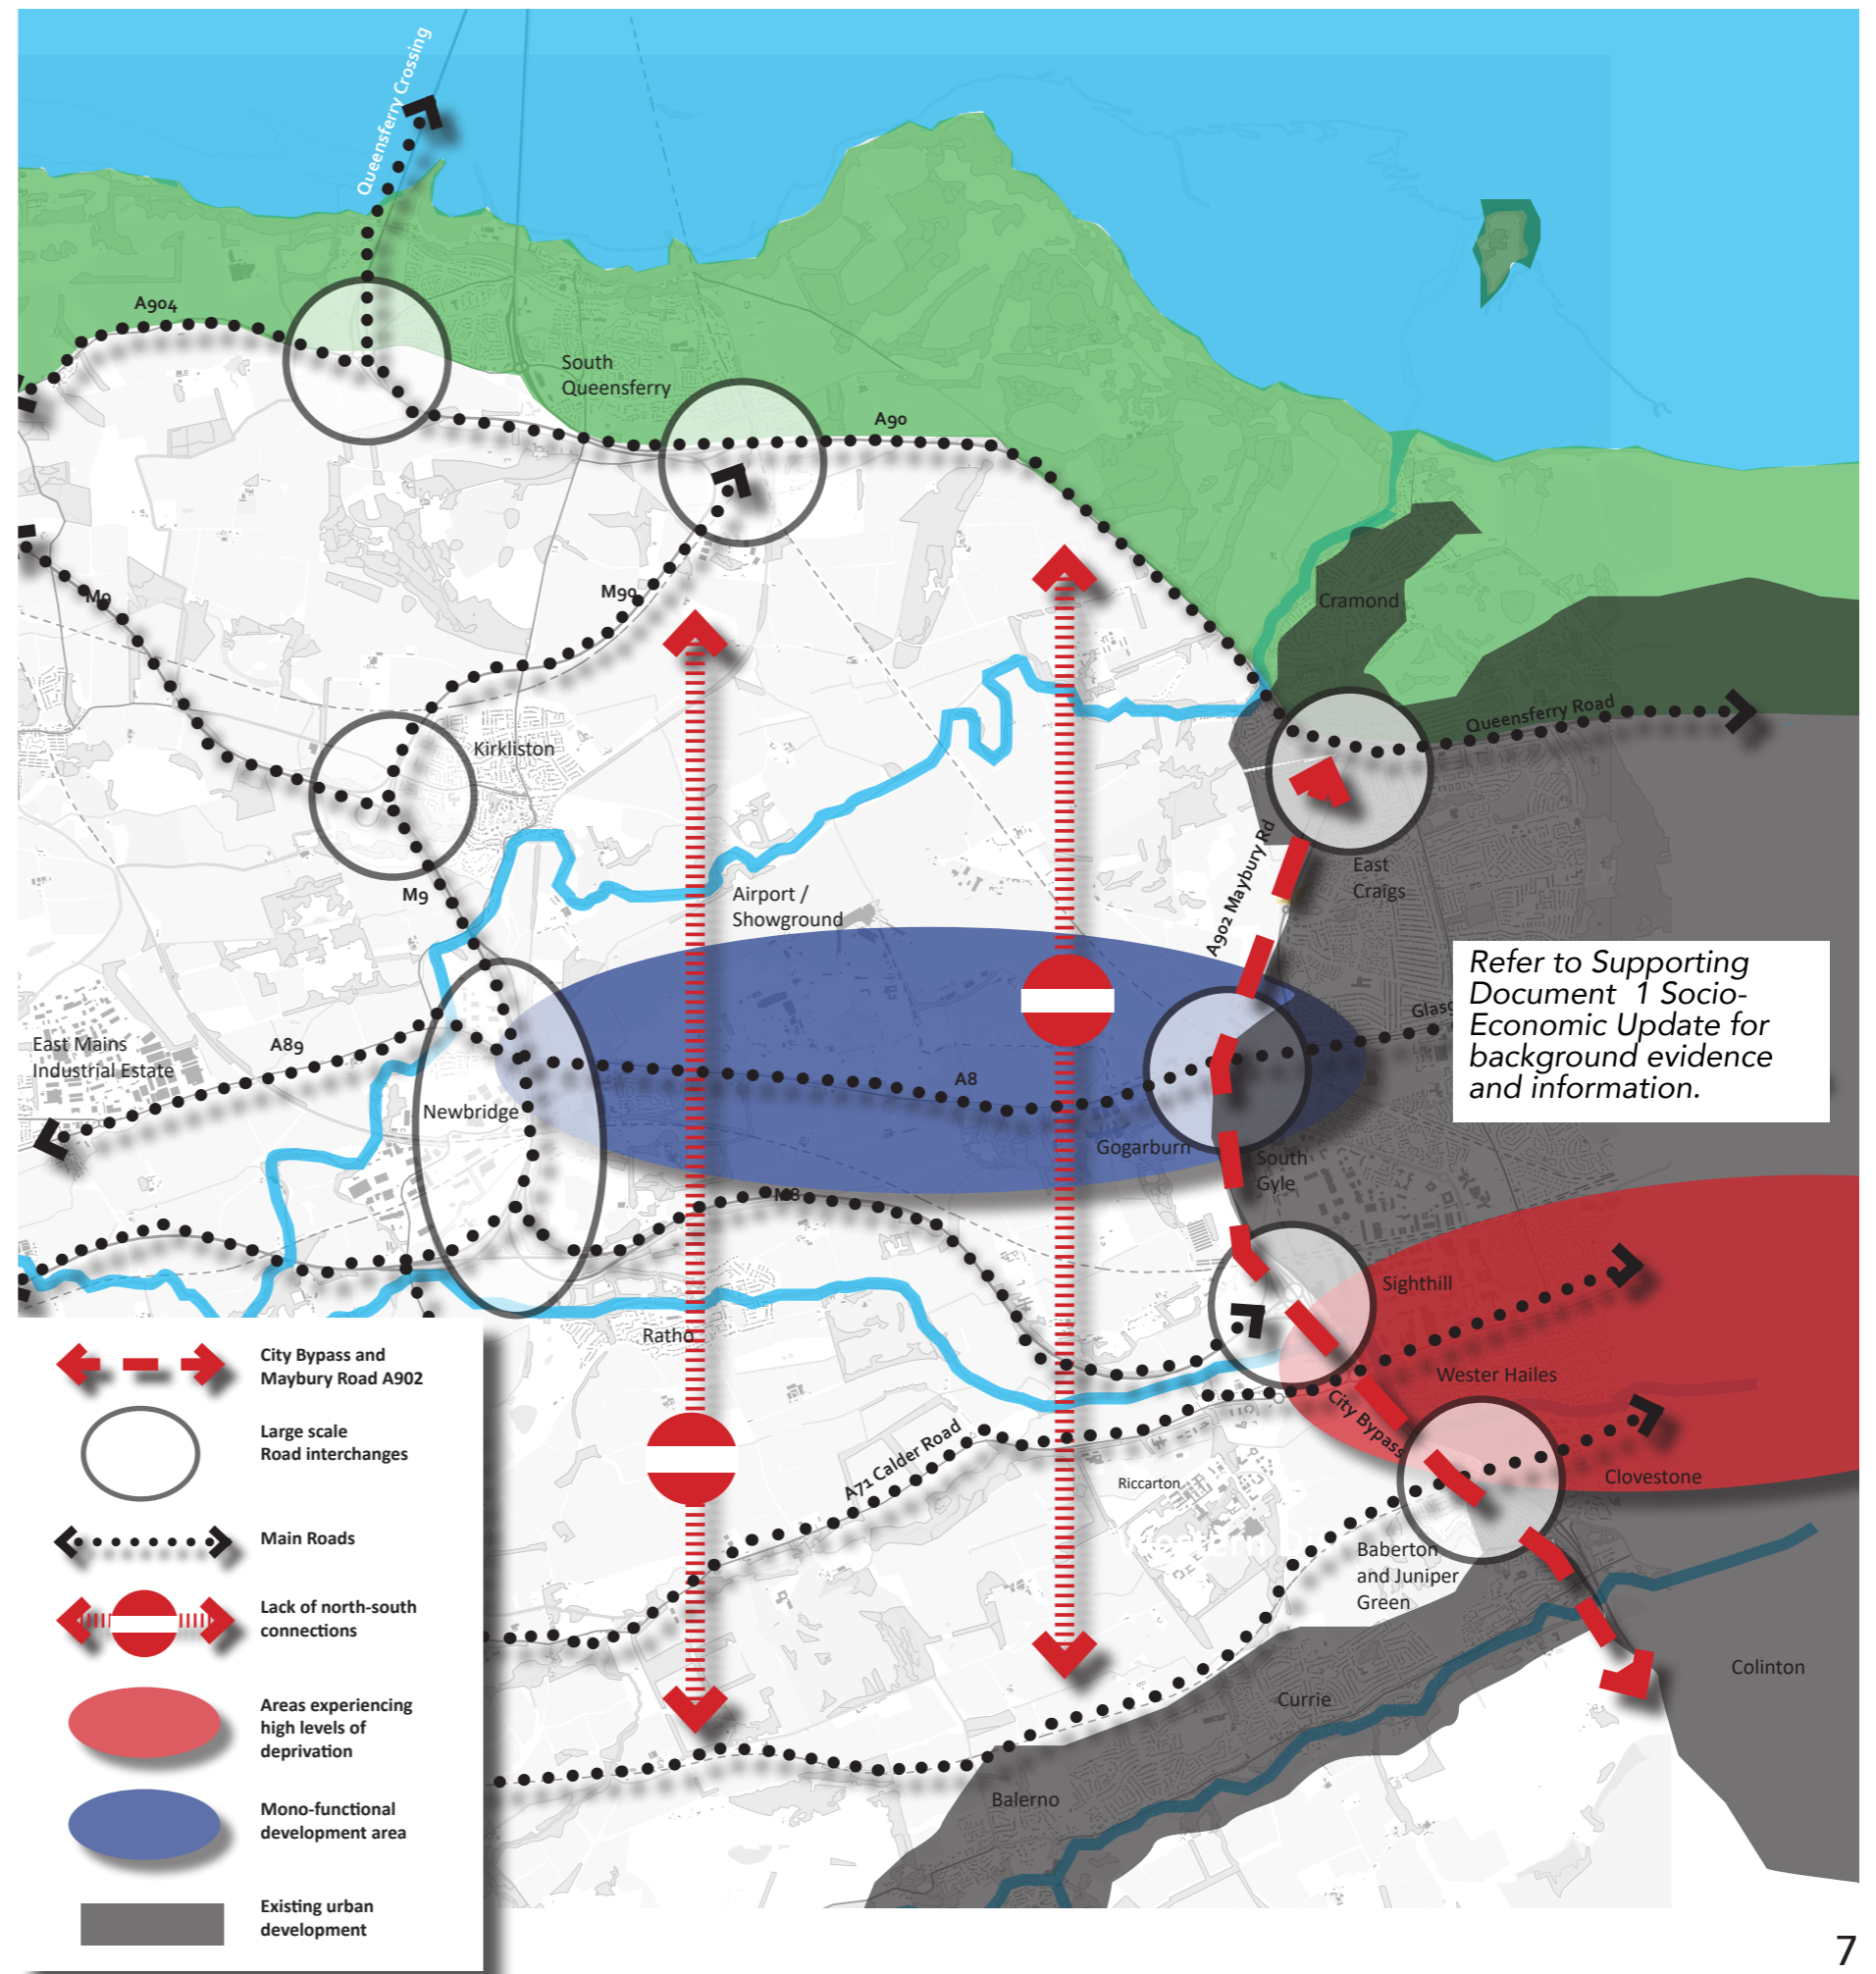 Queensferry Crossing
A904
South
Queensferry
A90
M9
M90
Cramond
Queensferry Road
Kirkliston
A902 Maybury Rd
East
Craigs
M9
Airport /
Showground
Refer to Supporting
Document 1 Socio-
Economic Update for
background evidence
and information.
East Mains
Industrial Estate
A89
A8
Newbridge
Gogarburn
South
Gyle
M8
Sighthill
Ratho
Wester Hailes
City Bypass
A71 Calder Road
Riccarton
Clovestone
Western
Baberton
and Juniper
Green
Colinton
Currie
Balerno
City Bypass and
Maybury Road A902
Large scale
Road interchanges
Main Roads
Lack of north-south
connections
Areas experiencing
high levels of
deprivation
Mono-functional
development area
Existing urban
development
7